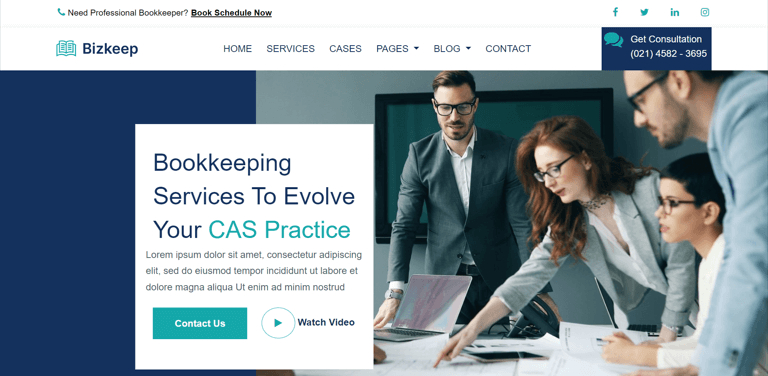 Need Professional Bookkeeper? Book Schedule Now
Bizkeep
HOME SERVICES CASES PAGES BLOG CONTACT
Get Consultation
(021) 4582 - 3695
Bookkeeping
Services To Evolve
Your CAS Practice
Lorem ipsum dolor sit amet, consectetur adipiscing
elit, sed do eiusmod tempor incididunt ut labore et
dolore magna aliqua Ut enim ad minim nostrud
Contact Us
Watch Video